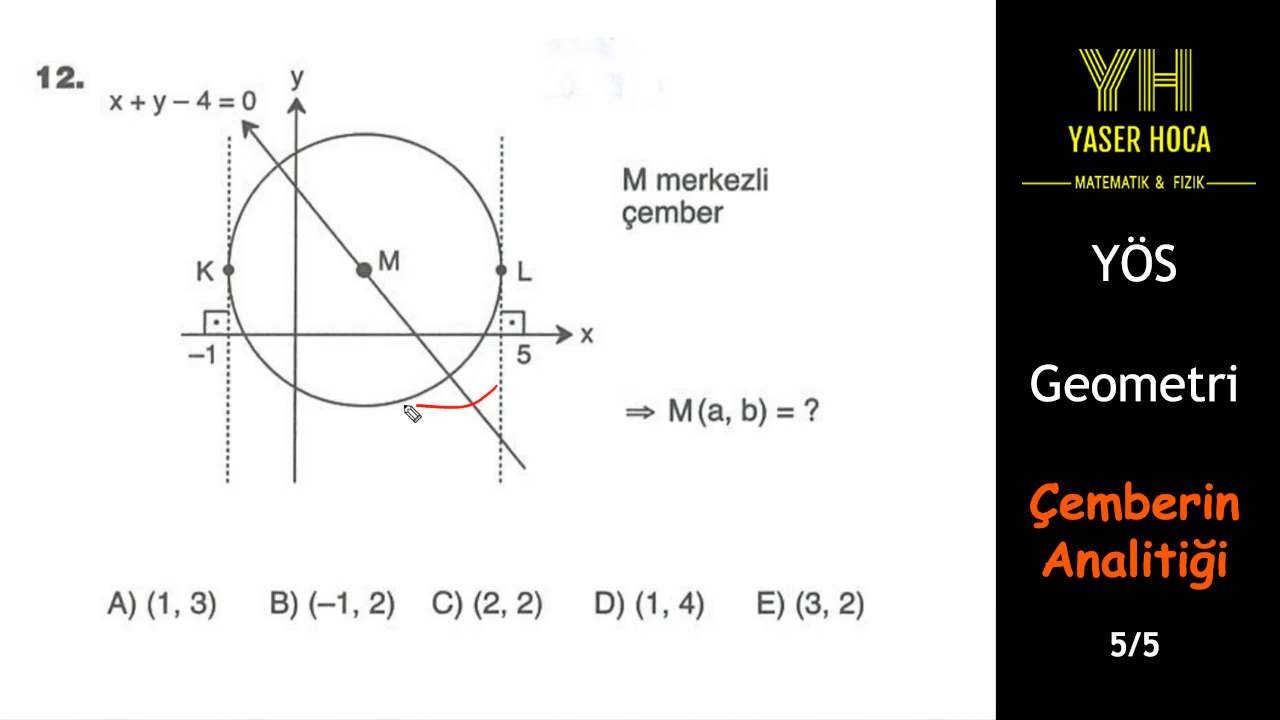 12.
x + y – 4 = 0
y
M merkezli
çember
K
M
L
x
–1
5
⇒ M(a, b) = ?
A) (1, 3) B) (–1, 2) C) (2, 2) D) (1, 4) E) (3, 2)
YH
YASER HOCA
MATEMATIK & FIZIK
YÖS
Geometri
Çemberin
Analitiği
5/5